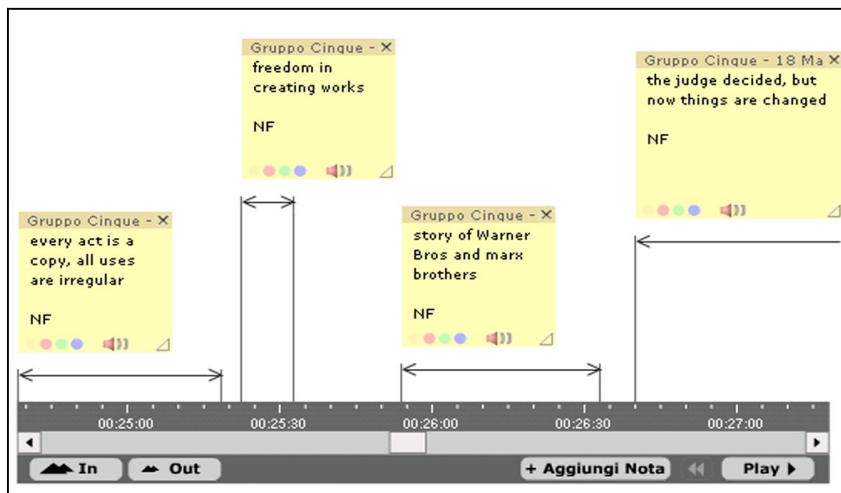 Gruppo Cinque - X
freedom in
creating works
NF
Gruppo Cinque - 18 Ma X
the judge decided, but
now things are changed
NF
Gruppo Cinque - X
every act is a
copy, all uses
are irregular
NF
Gruppo Cinque - X
story of Warner
Bros and marx
brothers
NF
00:25:00 00:25:30 00:26:00 00:26:30 00:27:00
In Out + Aggiungi Nota Play